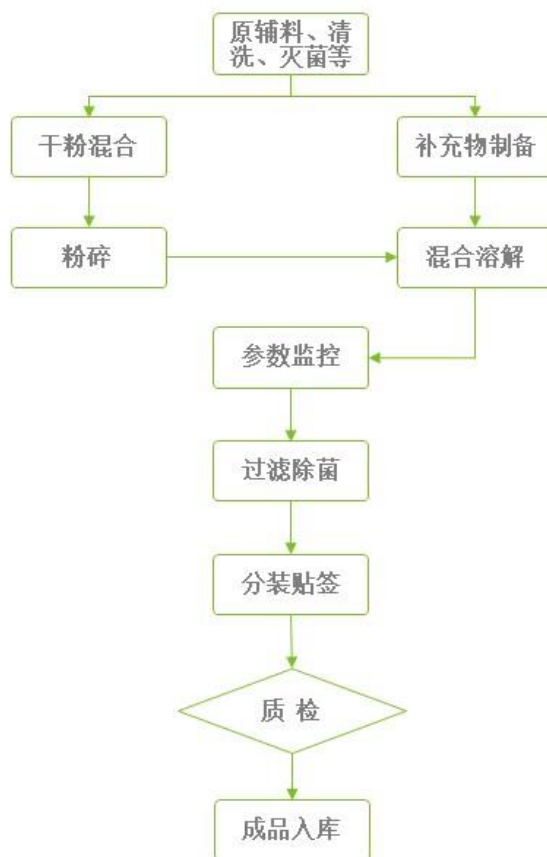 原辅料、清
洗、灭菌等
干粉混合
补充物制备
粉碎
混合溶解
参数监控
过滤除菌
分装贴签
质 检
成品入库